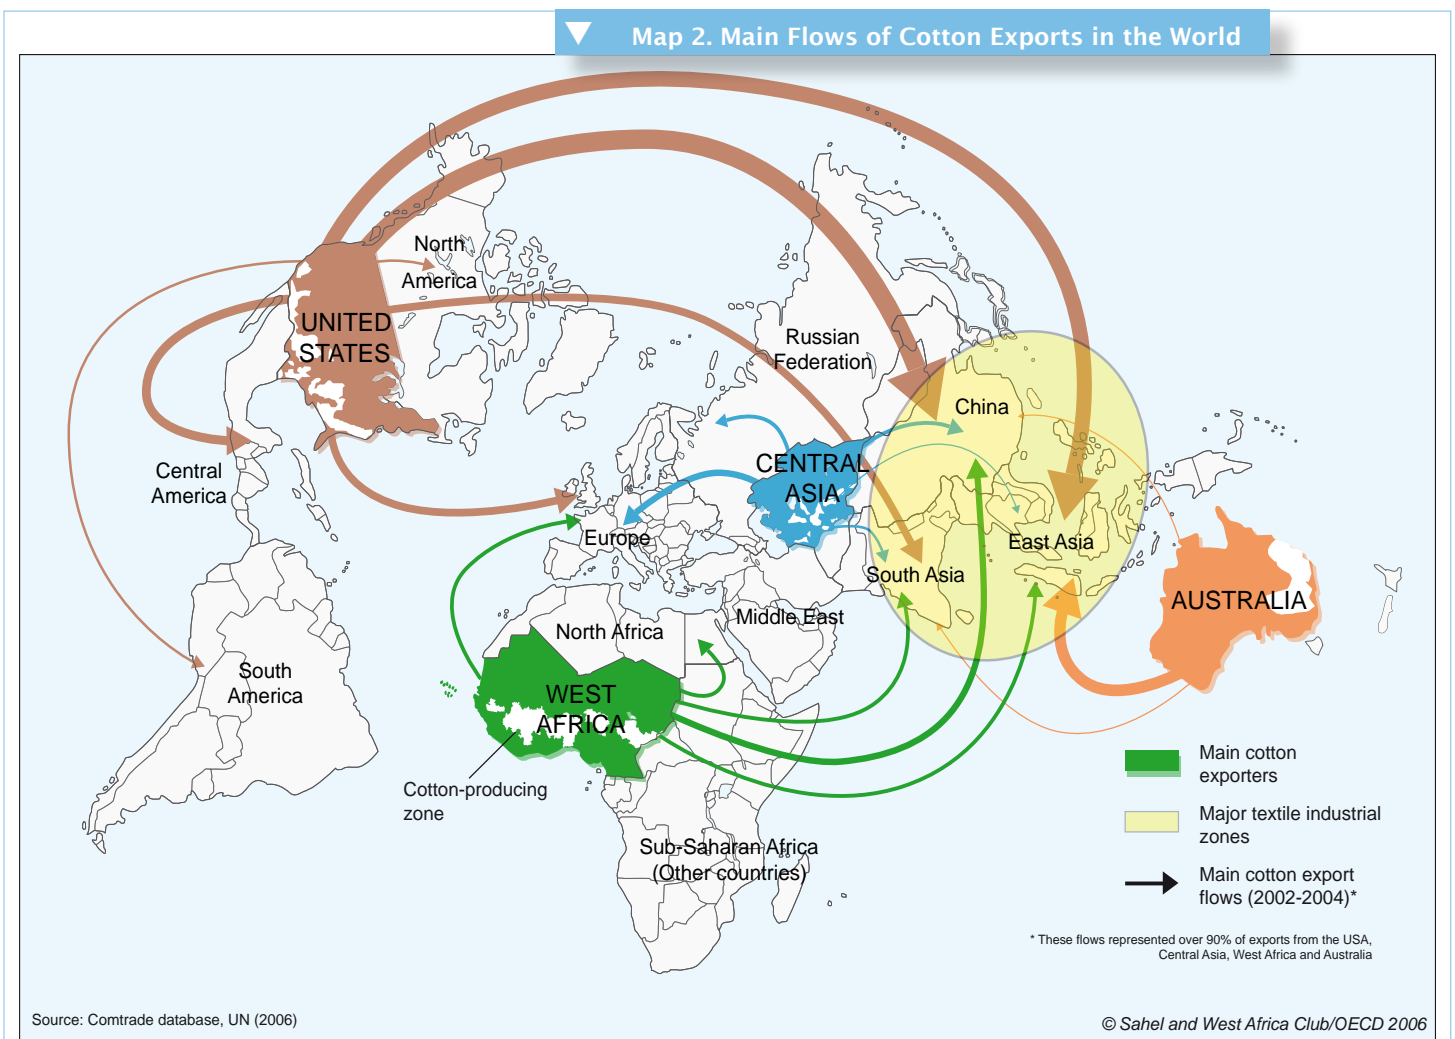 Map 2. Main Flows of Cotton Exports in the World
North
America
UNITED
STATES
Russian
Federation
China
CENTRAL
ASIA
Central
America
Europe
East Asia
South Asia
AUSTRALIA
North Africa
Middle East
South
America
WEST
AFRICA
Cotton-producing
zone
Sub-Saharan Africa
(Other countries)
Main cotton
exporters
Major textile industrial
zones
Main cotton export
flows (2002-2004)*
* These flows represented over 90% of exports from the USA,
Central Asia, West Africa and Australia
Source: Comtrade database, UN (2006)
© Sahel and West Africa Club/OECD 2006